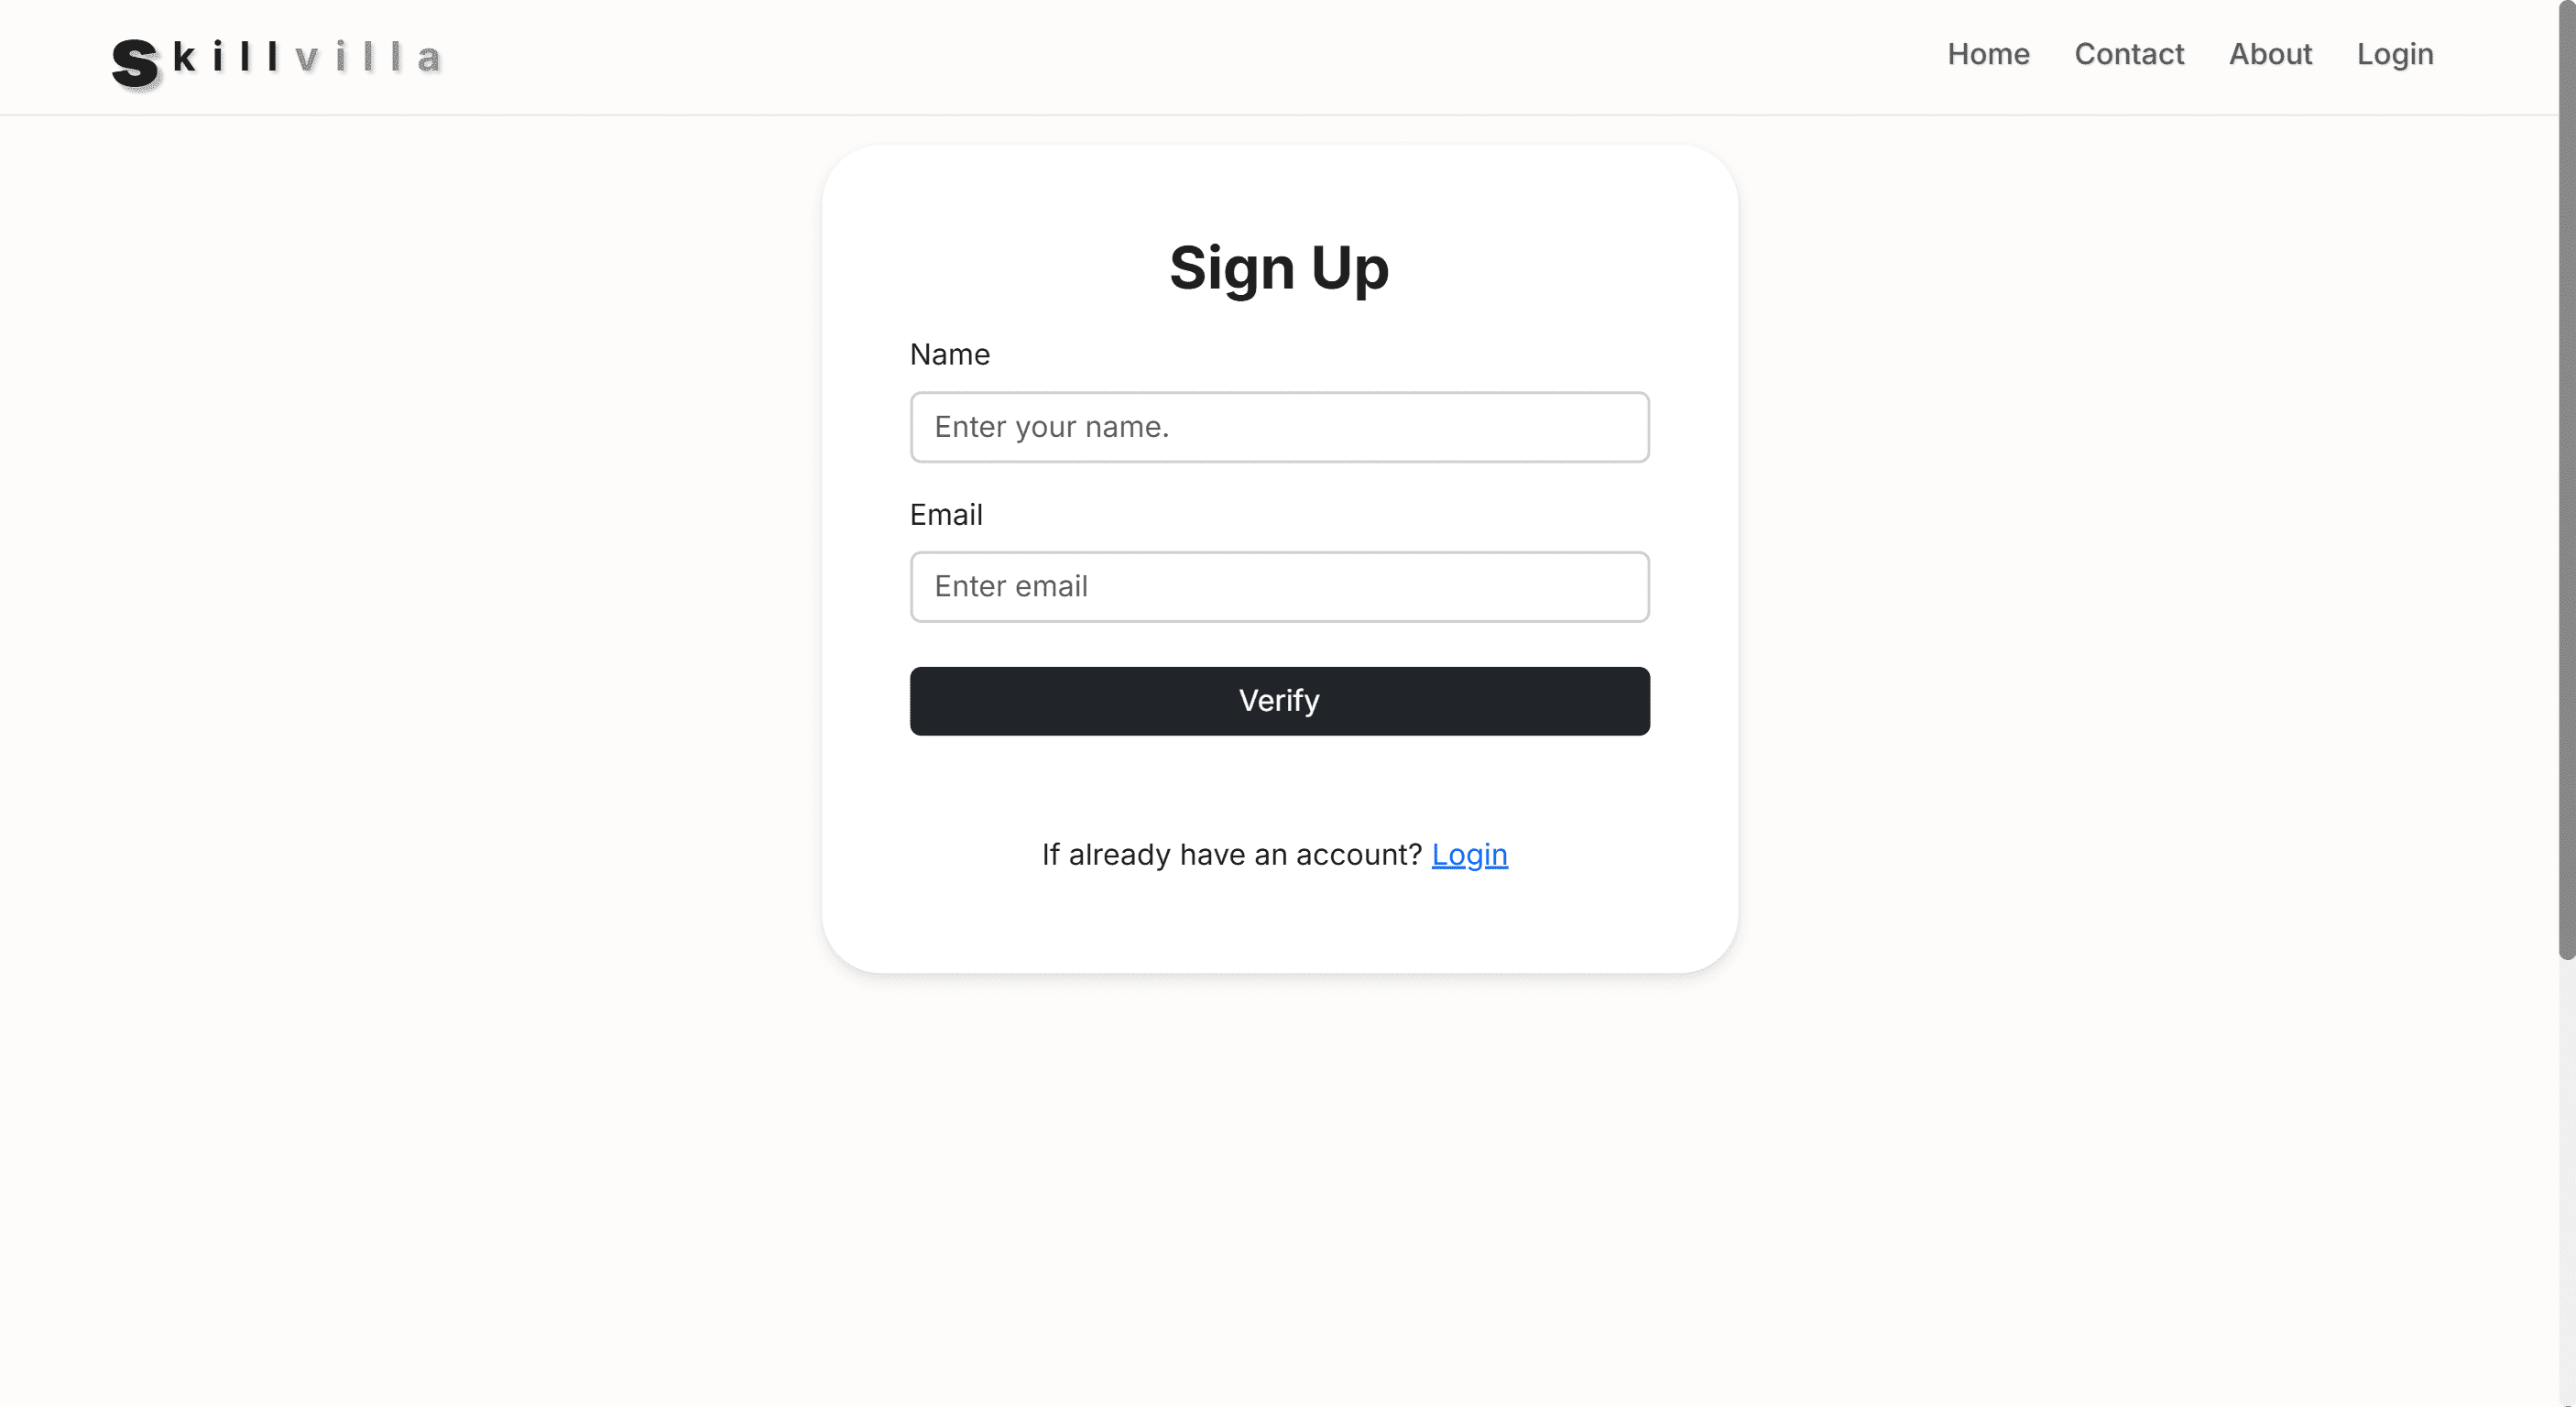 Skillvilla
Home Contact About Login
Sign Up
Name
Enter your name.
Email
Enter email
Verify
If already have an account? Login